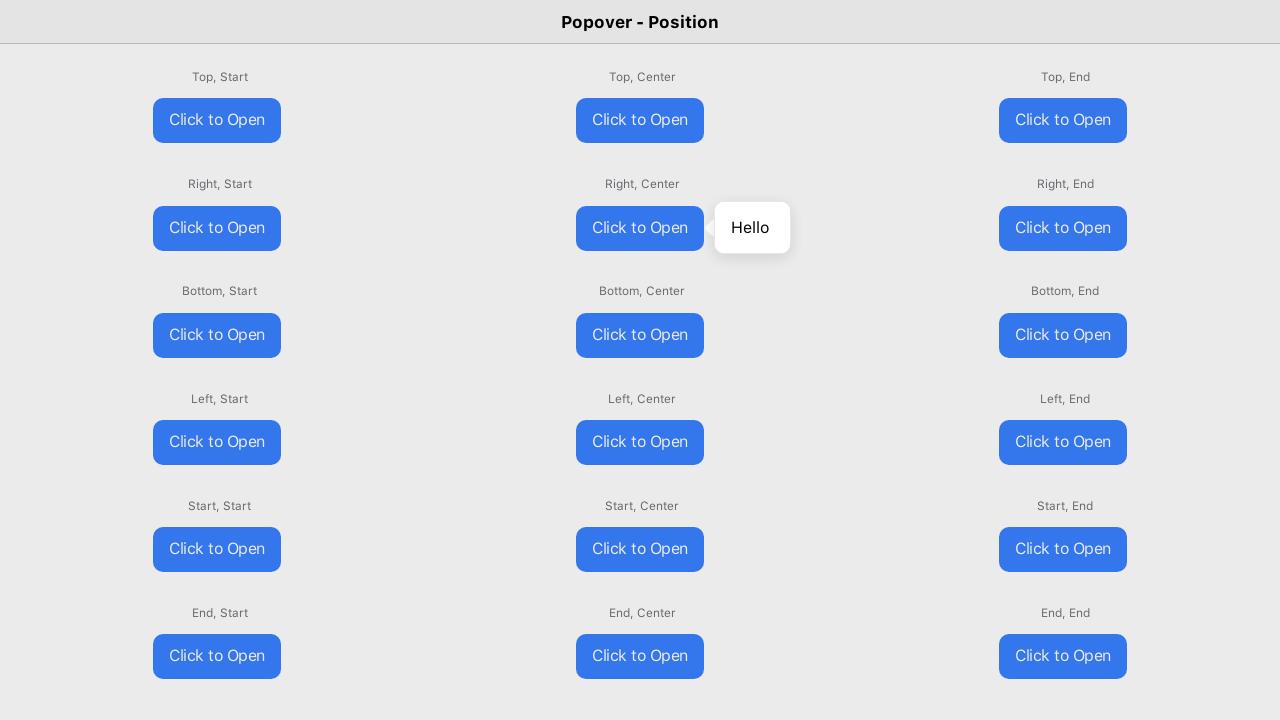 Popover - Position
Top, Start
Top, Center
Top, End
Click to Open
Click to Open
Click to Open
Right, Start
Right, Center
Right, End
Click to Open
Click to Open
Hello
Click to Open
Bottom, Start
Bottom, Center
Bottom, End
Click to Open
Click to Open
Click to Open
Left, Start
Left, Center
Left, End
Click to Open
Click to Open
Click to Open
Start, Start
Start, Center
Start, End
Click to Open
Click to Open
Click to Open
End, Start
End, Center
End, End
Click to Open
Click to Open
Click to Open